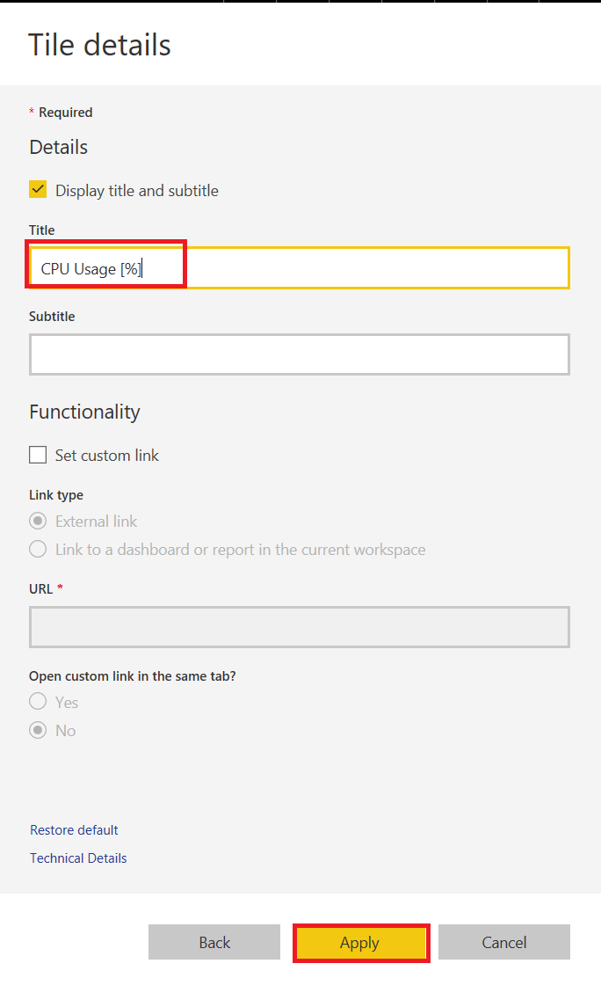 Tile details
* Required
Details
Display title and subtitle
Title
CPU Usage [%]
Subtitle
Functionality
Set custom link
Link type
External link
Link to a dashboard or report in the current workspace
URL *
Open custom link in the same tab?
Yes
No
Restore default
Technical Details
Back Apply Cancel